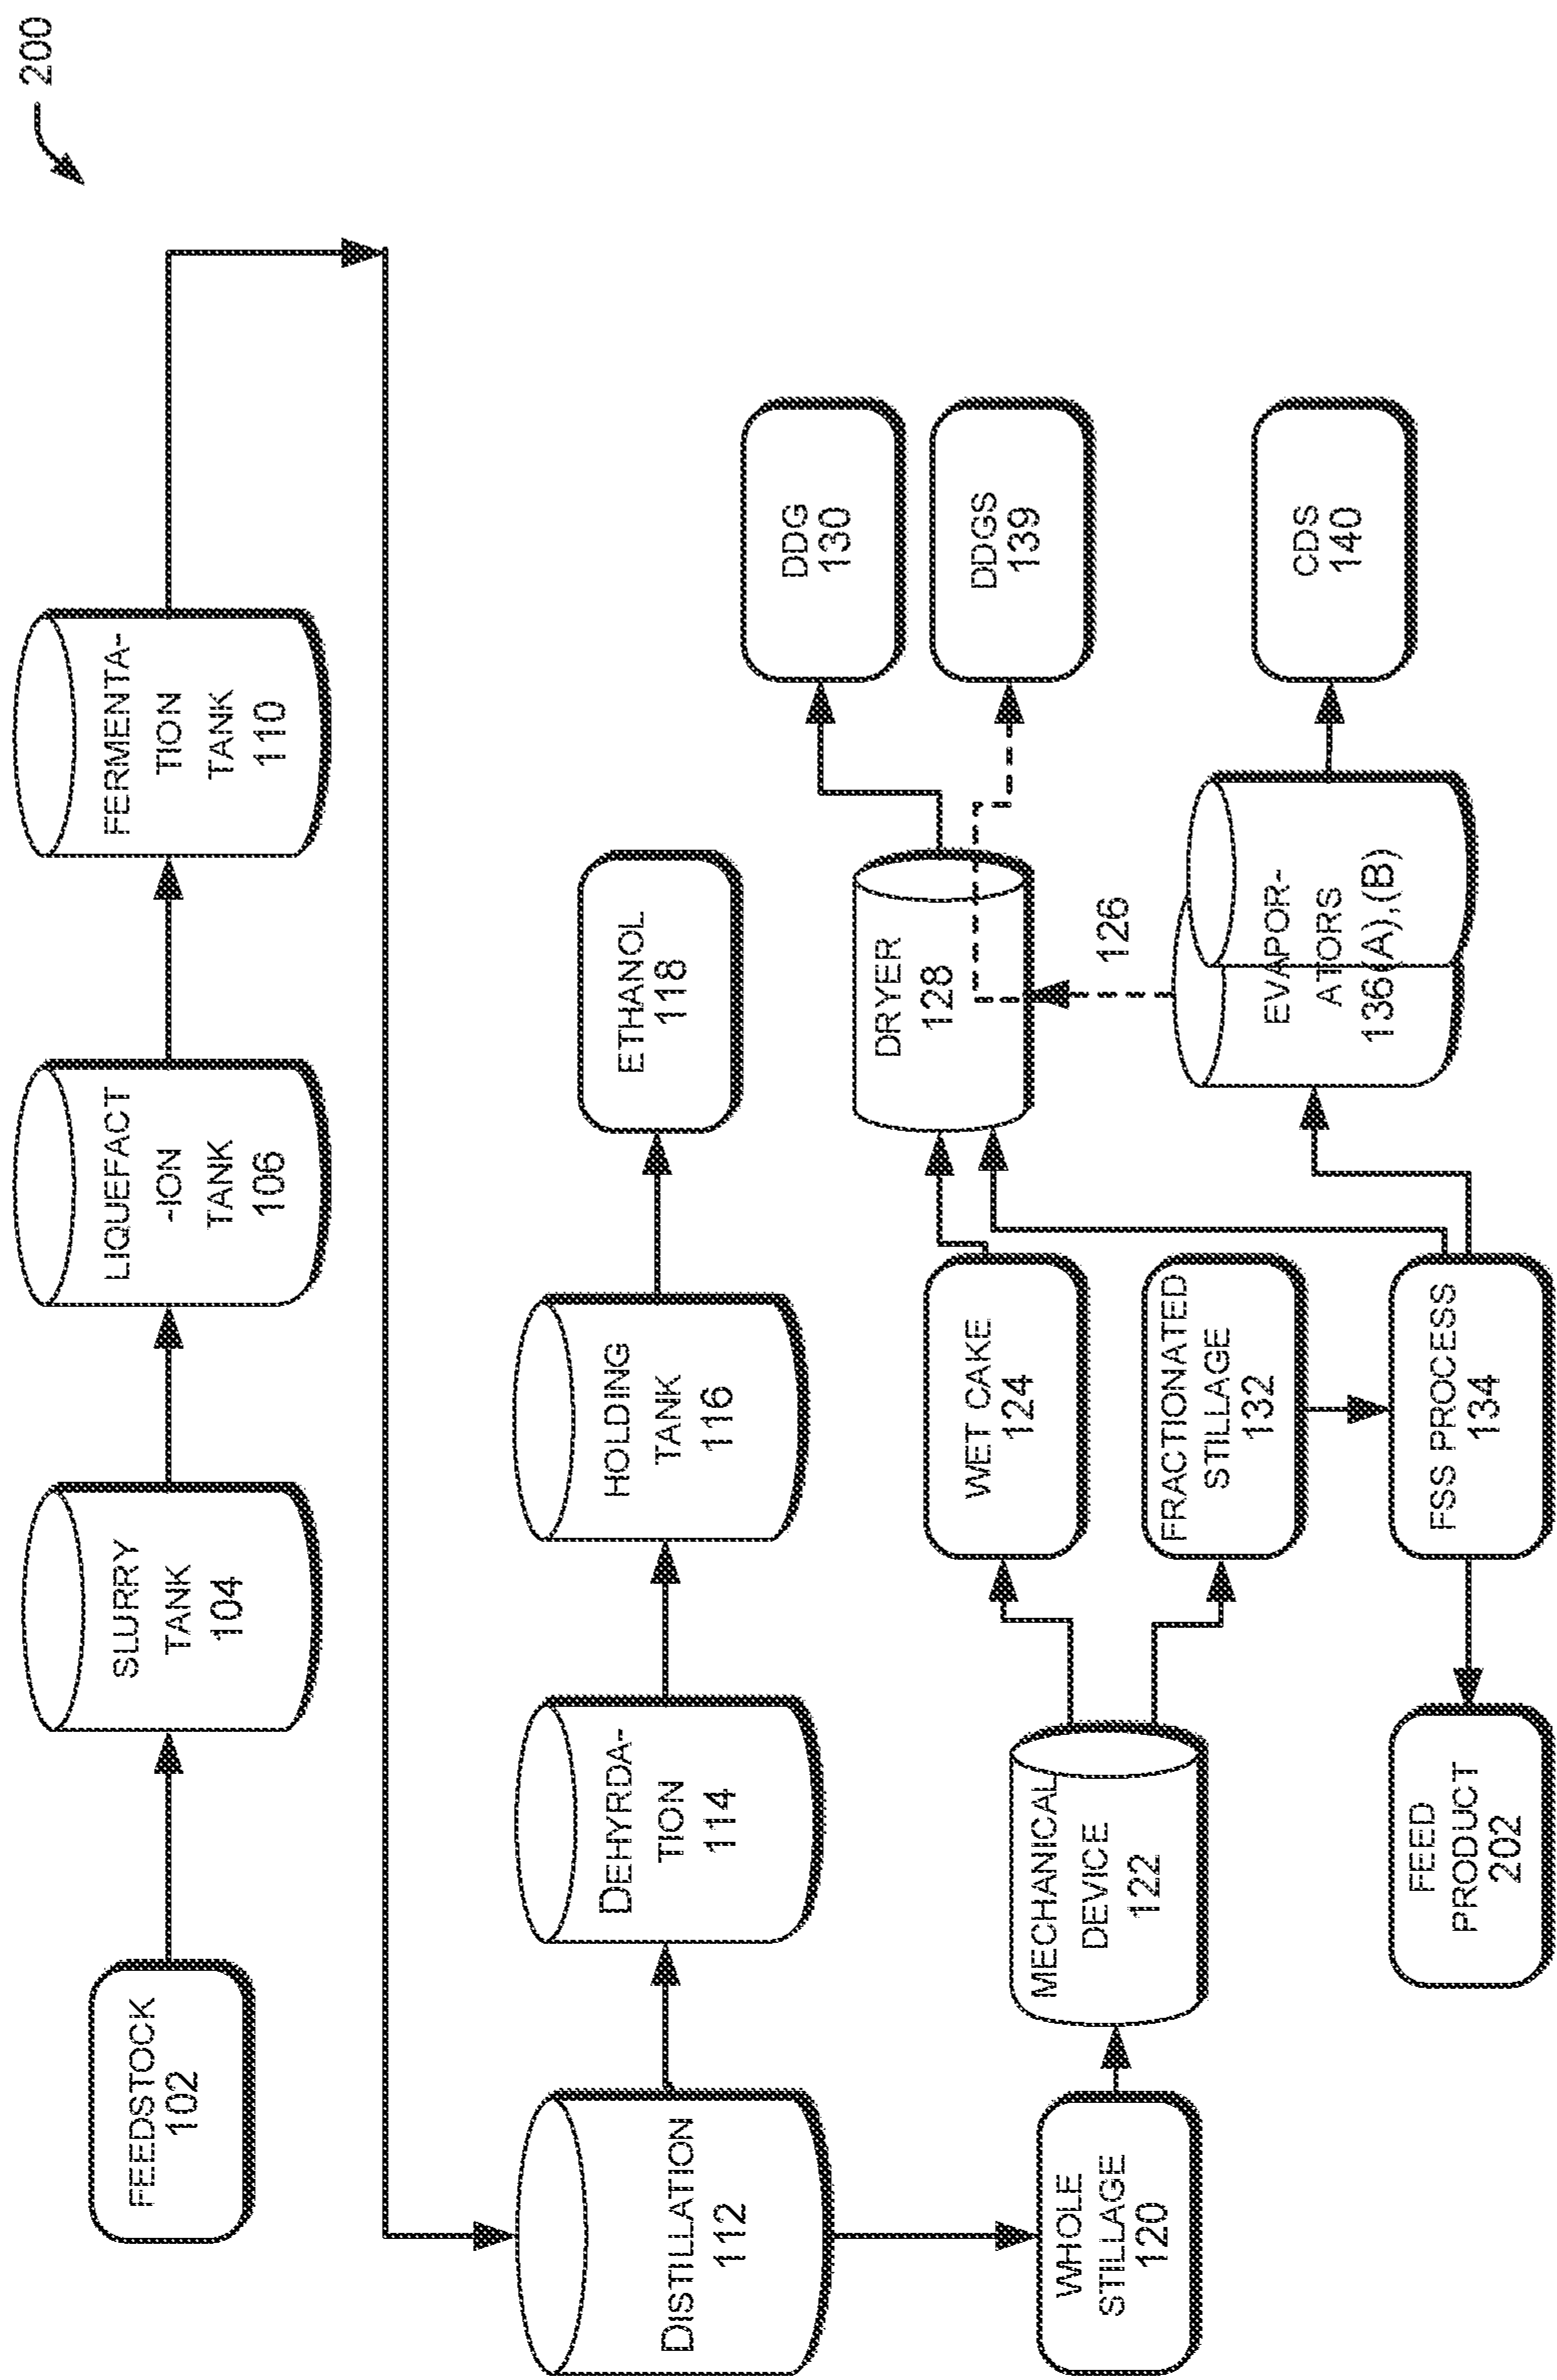 200
FEEDSTOCK
102
SLURRY
TANK
104
LIQUEFACT
-ION
TANK
106
FERMENTA-
TION
TANK
110
DISTILLATION
112
DEHYRDA-
TION
114
HOLDING
TANK
116
ETHANOL
118
WHOLE
STILLAGE
120
MECHANICAL
DEVICE
122
WET CAKE
124
FRACTIONATED
STILLAGE
132
DRYER
128
126
DDG
130
DDGS
139
FEED
PRODUCT
202
FSS PROCESS
134
EVAPOR-
ATORS
136(A),(B)
CDS
140